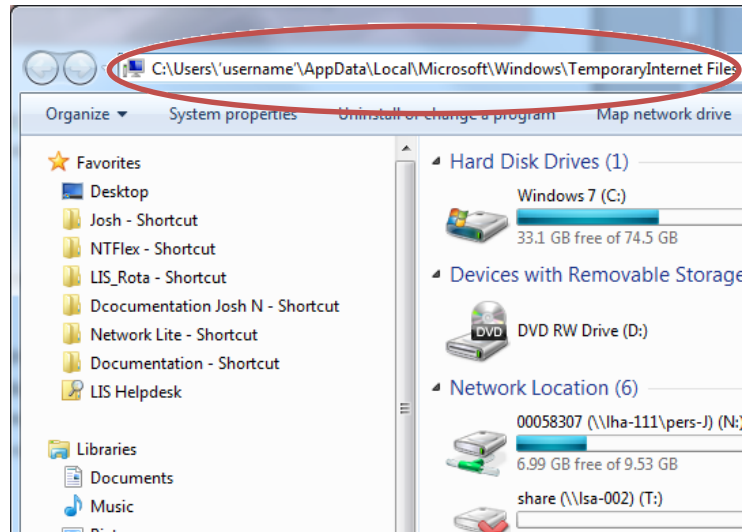 C:\Users\'username'\AppData\Local\Microsoft\Windows\TemporaryInternet Files
Organize
System properties
Uninstall or change a program
Map network drive
Favorites
Desktop
Josh - Shortcut
NTFlex - Shortcut
LIS_Rota - Shortcut
Dcocumentation Josh N - Shortcut
Network Lite - Shortcut
Documentation - Shortcut
LIS Helpdesk
Libraries
Documents
Music
Hard Disk Drives (1)
Windows 7 (C:)
33.1 GB free of 74.5 GB
Devices with Removable Storage
DVD
DVD RW Drive (D:)
Network Location (6)
00058307 (\\lha-111\pers-J) (N:)
6.99 GB free of 9.53 GB
share (\\lsa-002) (T:)